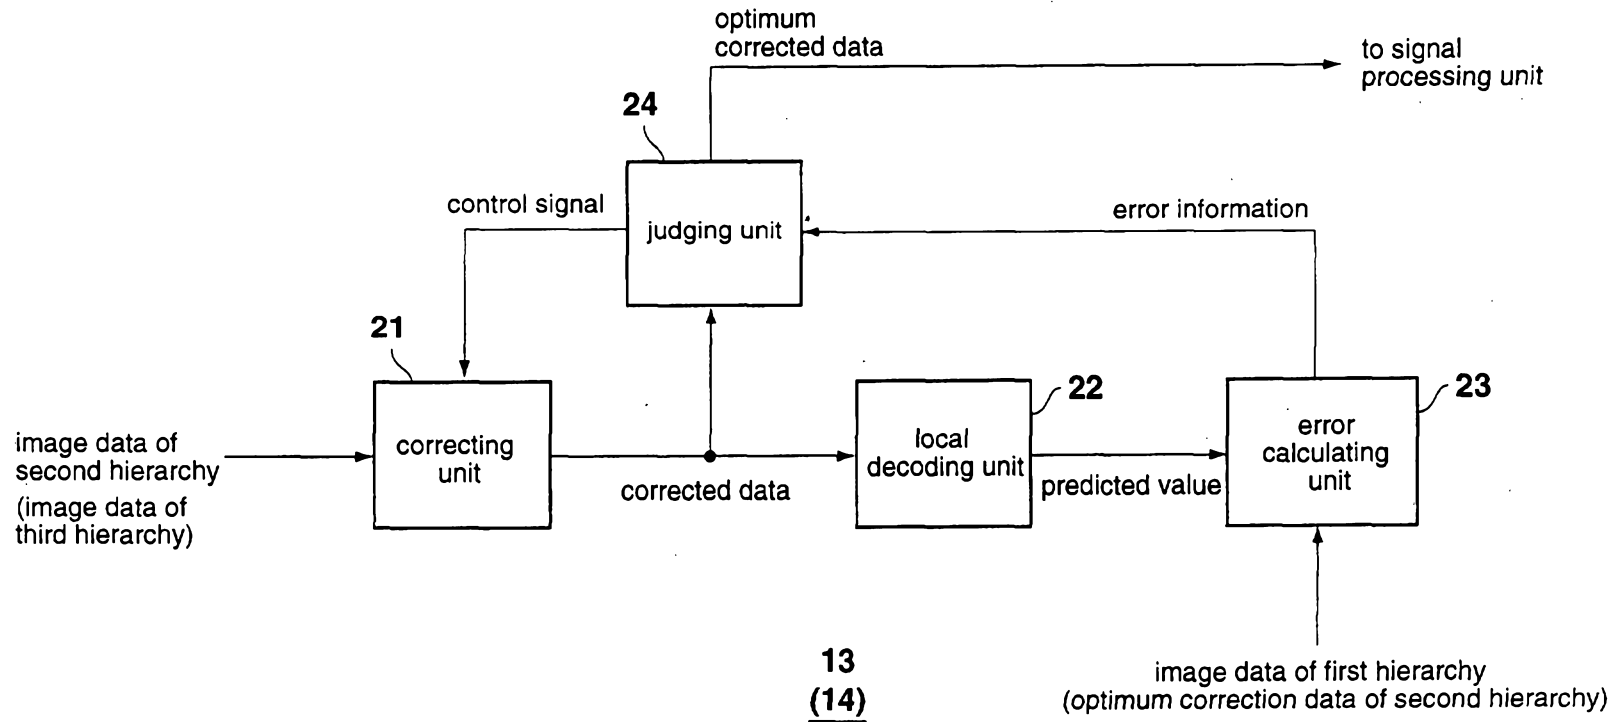 optimum
corrected data
to signal
processing unit
24
control signal
judging unit
error information
21
correcting
unit
image data of
second hierarchy
(image data of
third hierarchy)
corrected data
local
decoding unit
22
predicted value
error
calculating
unit
23
image data of first hierarchy
(optimum correction data of second hierarchy)
13
(14)